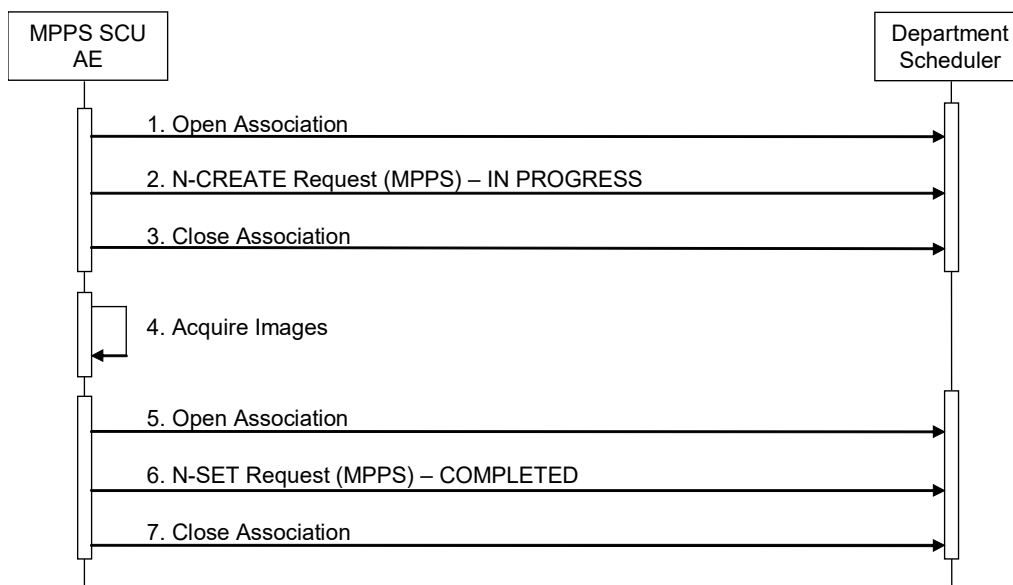 MPPS SCU
AE
Department
Scheduler
1. Open Association
2. N-CREATE Request (MPPS) – IN PROGRESS
3. Close Association
4. Acquire Images
5. Open Association
6. N-SET Request (MPPS) – COMPLETED
7. Close Association